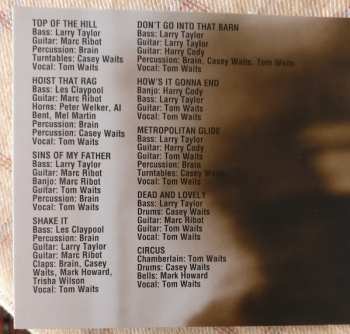 TOP OF THE HILL
Bass: Larry Taylor
Guitar: Marc Ribot
Percussion: Brain
Turntables: Casey Waits
Vocal: Tom Waits
HOIST THAT RAG
Bass: Les Claypool
Guitar: Marc Ribot
Horns: Peter Welker, Al
Bent, Mel Martin
Percussion: Brain
Percussion: Casey Waits
Vocal: Tom Waits
SINS OF MY FATHER
Bass: Larry Taylor
Guitar: Marc Ribot
Banjo: Marc Ribot
Guitar: Tom Waits
Percussion: Brain
Vocal: Tom Waits
SHAKE IT
Bass: Les Claypool
Percussion: Brain
Guitar: Larry Taylor
Guitar: Marc Ribot
Claps: Brain, Casey
Waits, Mark Howard,
Trisha Wilson
Vocal: Tom Waits
DON'T GO INTO THAT BARN
Bass: Larry Taylor
Guitar: Larry Taylor
Guitar: Marc Ribot
Percussion: Brain, Casey Waits, Tom Waits
Vocal: Tom Waits
HOW'S IT GONNA END
Banjo: Harry Cody
Bass: Larry Taylor
Guitar: Marc Ribot
Vocal: Tom Waits
METROPOLITAN GLIDE
Bass: Larry Taylor
Guitar: Harry Cody
Guitar: Tom Waits
Percussion: Brain
Turntables: Casey Waits
Vocal: Tom Waits
DEAD AND LOVELY
Bass: Larry Taylor
Drums: Casey Waits
Guitar: Marc Ribot
Guitar: Tom Waits
Vocal: Tom Waits
CIRCUS
Chamberlain: Tom Waits
Drums: Casey Waits
Bells: Mark Howard
Vocal: Tom Waits